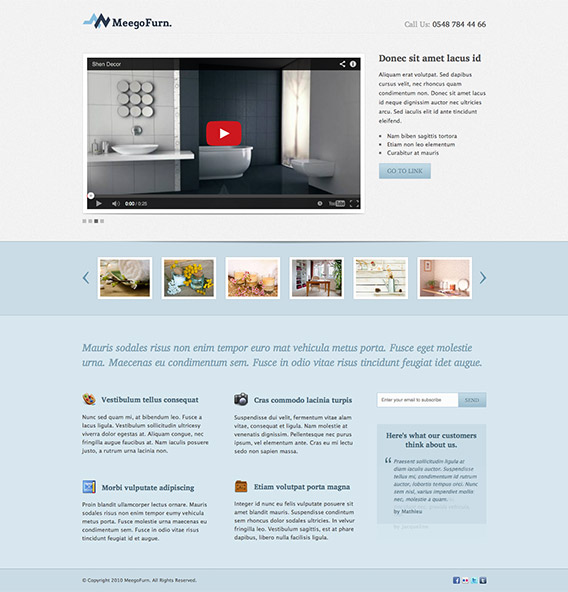 MeegoFurn.
Call Us: 0548 784 44 66
Shen Decor
0:00 / 0:25
YouTube
Donec sit amet lacus id
Aliquam erat volutpat. Sed dapibus
cursus velit, nec rhoncus quam
condimentum non. Donec sit amet lacus
id neque dignissim auctor nec ultricies
arcu. Sed iaculis elit id ante tincidunt
eleifend.
Nam biben sagittis tortora
Etiam non leo elementum
Curabitur at mauris
GO TO LINK
Mauris sodales risus non enim tempor euro mat vehicula metus porta. Fusce eget molestie
urna. Maecenas eu condimentum sem. Fusce in odio vitae risus tincidunt feugiat idet augue.
Vestibulum tellus consequat
Nunc sed quam mi, at bibendum leo. Fusce a
lacus ligula. Vestibulum sollicitudin ultricesy
viverra dolor egestas at. Aliquam congue, nec
fringilla augue faucibus at. Nam iaculis posuere
justo, a rutrum urna lacinia non.
Cras commodo lacinia turpis
Suspendisse dui velit, fermentum vitae alam
vitae, consequat et ligula. Nam molestie at
venenatis dignissim. Pellentesque nec purus
ipsum, vel elementum ante. Cras eu mi lectu
sedo non sapien massa.
Enter your email to subscribe
SEND
Here's what our customers
think about us.
“ Praesent sollicitudin ligula at
diam iaculis auctor. Suspendisse
tellus mi, condimentum id rutrum
auctor, lobortis tempus orci. Nunc
sem nisl, varius imperdiet mollis
nec, molestie a quam.
by Mathieu
Morbi vulputate adipiscing
Proin blandit ullamcorper lectus ornare. Mauris
sodales risus non enim tempor eumy vehicula
metus porta. Fusce molestie urna maecenas
eu condimentum sem. Fusce in odio vitae risus
tincidunt feugiat idet.
Etiam volutpat porta magna
Integer id nunc eu felis vulputate posuere sit
amet blandit mauris. Suspendisse condintum
sem rhoncus dolor sodales ultricies. In velvur
fringilla leo. Vestibulum sagittis, est at pharetra
blandit, diam nisl congue dui.
© Copyright 2010 MeegoFurn. All Rights Reserved.